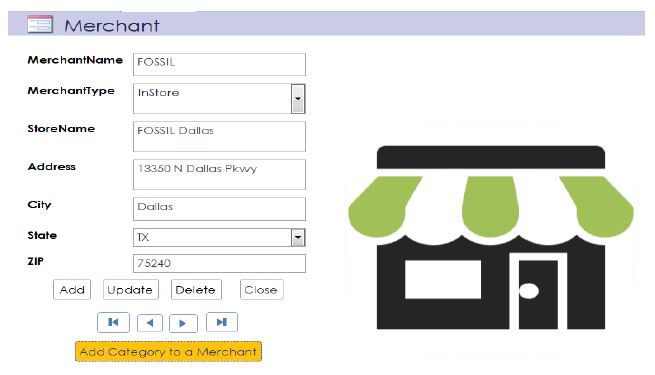 Merchant
MerchantName FOSSIL
MerchantType InStore
StoreName FOSSIL Dallas
Address 13350 N Dallas Pkwy
City Dallas
State TX
ZIP 75240
Add Update Delete Close
Add Category to a Merchant